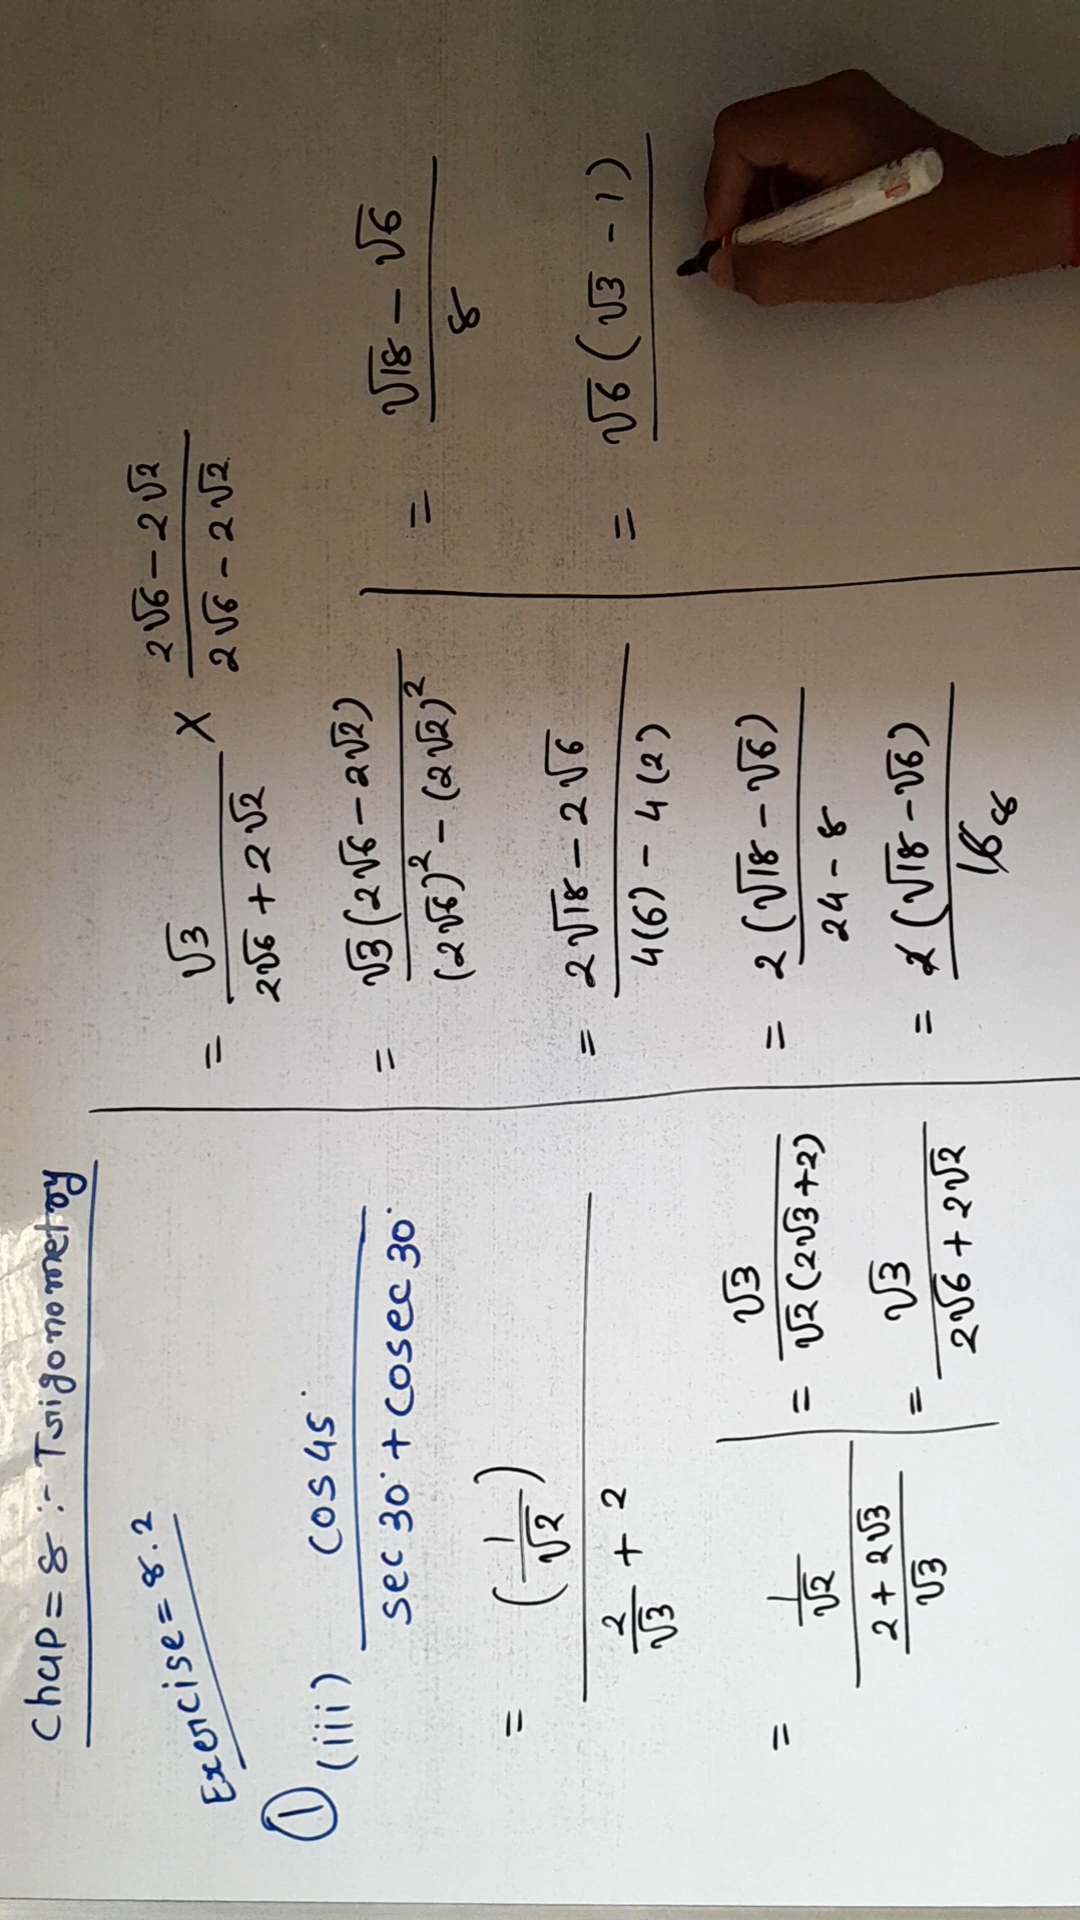 Chap = 8 :- Trigonometry
Exercise = 8.2
① (iii) cos 45°
sec 30° + cosec 30°
= (1/√2)
2/√3 + 2
= 1/√2
2 + 2√3
√3
= √3
√2 (2√3 + 2)
= √3
2√6 + 2√2
= √3 × 2√6 - 2√2
2√6 + 2√2 2√6 - 2√2
= √3 (2√6 - 2√2)
(2√6)² - (2√2)²
= 2√18 - 2√6
4(6) - 4(2)
= 2 (√18 - √6)
24 - 8
= 2 (√18 - √6)
16 8
= √18 - √6
8
= √6 (√3 - 1)